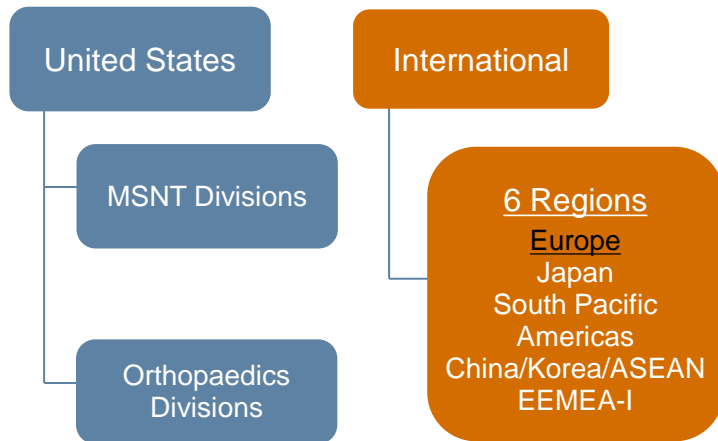 United States
MSNT Divisions
Orthopaedics
Divisions
International
6 Regions
Europe
Japan
South Pacific
Americas
China/Korea/ASEAN
EEMEA-I